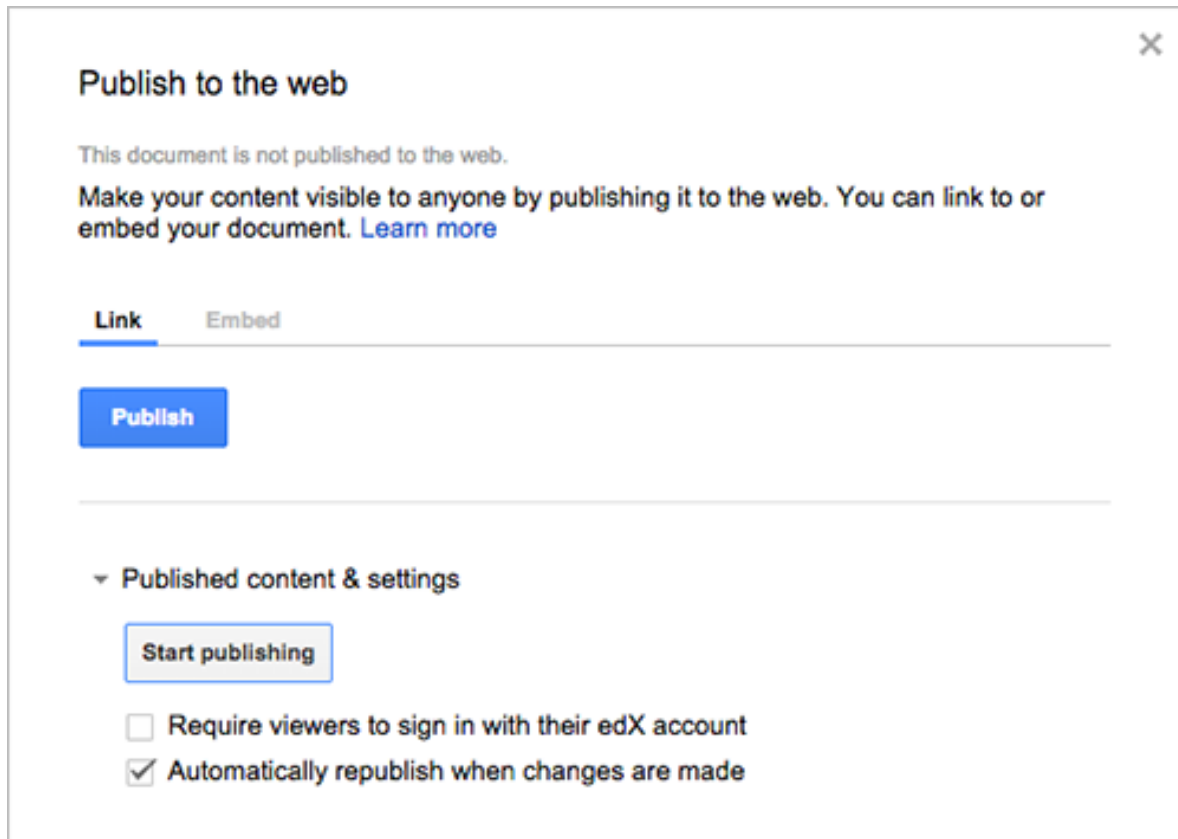 Publish to the web
This document is not published to the web.
Make your content visible to anyone by publishing it to the web. You can link to or
embed your document. Learn more
Link Embed
Publish
Published content & settings
Start publishing
Require viewers to sign in with their edX account
Automatically republish when changes are made